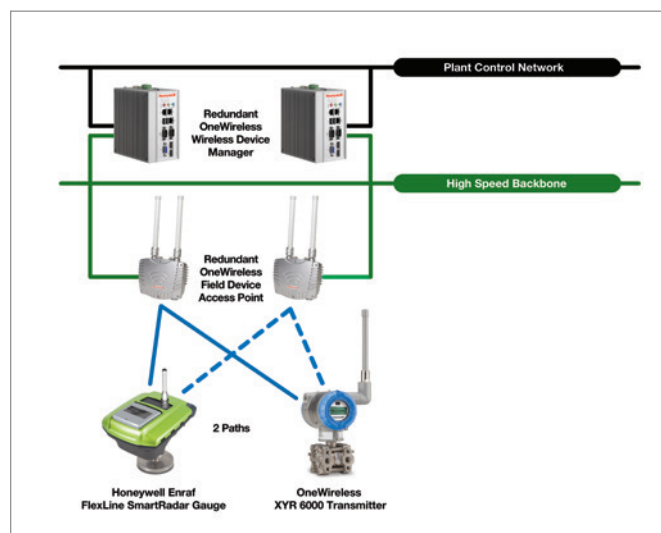 Plant Control Network
Redundant
OneWireless
Wireless Device
Manager
High Speed Backbone
Redundant
OneWireless
Field Device
Access Point
2 Paths
Honeywell Enraf
FlexLine SmartRadar Gauge
OneWireless
XYR 6000 Transmitter